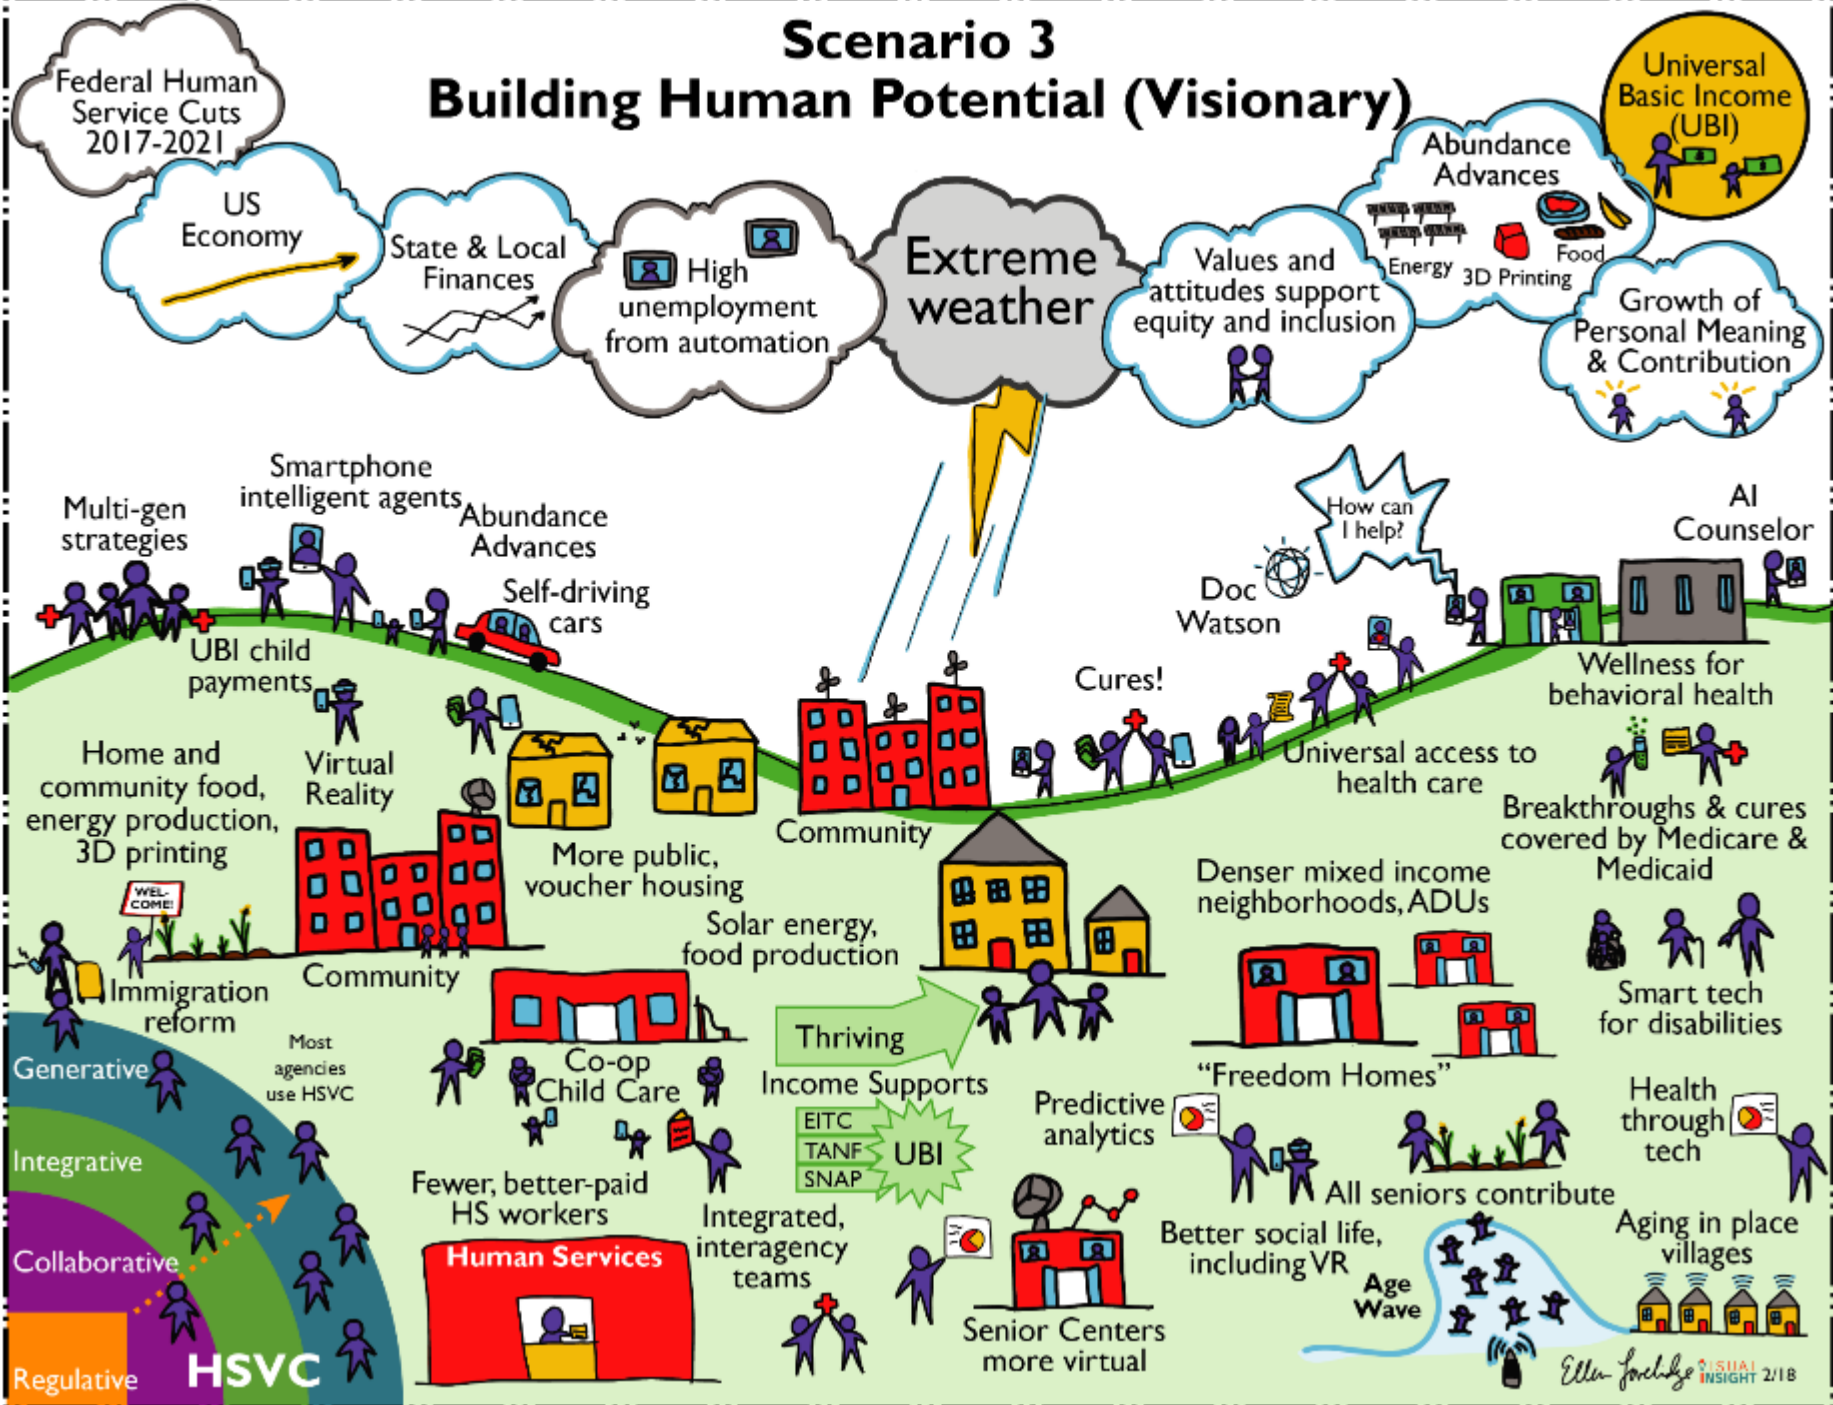 Scenario 3
Building Human Potential (Visionary)
Federal Human
Service Cuts
2017-2021
US
Economy
State & Local
Finances
High
unemployment
from automation
Extreme
weather
Values and
attitudes support
equity and inclusion
Abundance
Advances
Energy
3D Printing
Food
Universal
Basic Income
(UBI)
Growth of
Personal Meaning
& Contribution
Multi-gen
strategies
Smartphone
intelligent agents
Abundance
Advances
Self-driving
cars
UBI child
payments
Virtual
Reality
Home and
community food,
energy production,
3D printing
WEL-
COME!
Immigration
reform
Community
More public,
voucher housing
Community
Solar energy,
food production
Cures!
Doc
Watson
How can
I help?
AI
Counselor
Wellness for
behavioral health
Universal access to
health care
Breakthroughs & cures
covered by Medicare &
Medicaid
Denser mixed income
neighborhoods, ADUs
Smart tech
for disabilities
"Freedom Homes"
Most
agencies
use HSVC
Generative
Integrative
Collaborative
Regulative
HSVC
Co-op
Child Care
Thriving
Income Supports
EITC
TANF
SNAP
UBI
Fewer, better-paid
HS workers
Human Services
Integrated,
interagency
teams
Predictive
analytics
Senior Centers
more virtual
Better social life,
including VR
All seniors contribute
Health
through
tech
Age
Wave
Aging in place
villages
Ellen Lovelidge
VISUAL
INSIGHT 2/18